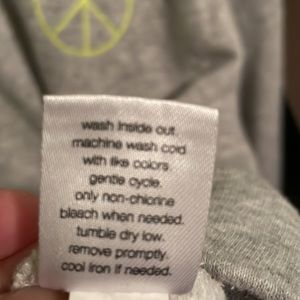 wash inside out.
machine wash cold
with like colors.
gentle cycle.
only non-chlorine
bleach when needed.
tumble dry low.
remove promptly.
cool iron if needed.